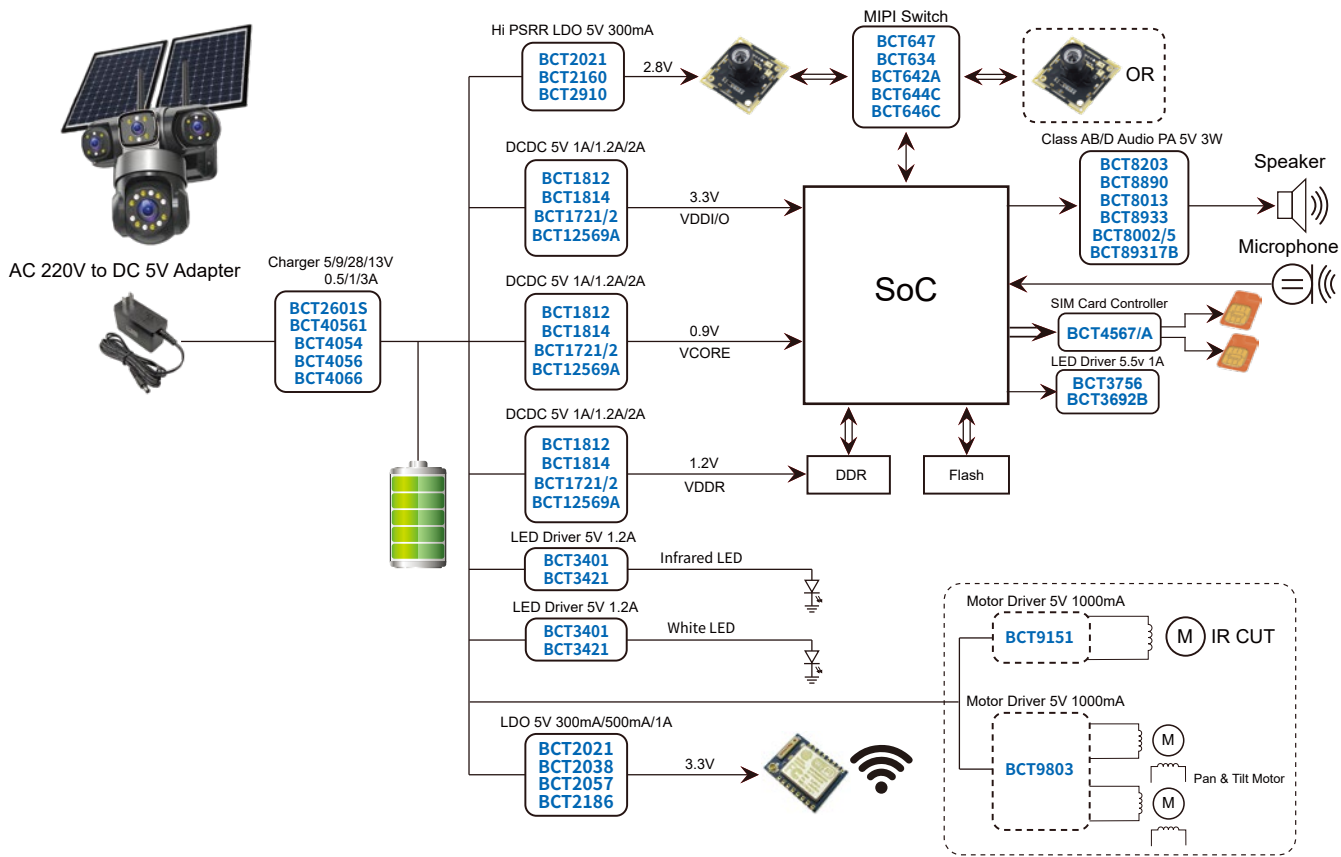 Hi PSRR LDO 5V 300mA
BCT2021
BCT2160
BCT2910
2.8V
MIPI Switch
BCT647
BCT634
BCT642A
BCT644C
BCT646C
OR
DCDC 5V 1A/1.2A/2A
BCT1812
BCT1814
BCT1721/2
BCT12569A
3.3V
VDDI/O
Class AB/D Audio PA 5V 3W
BCT8203
BCT8890
BCT8013
BCT8933
BCT8002/5
BCT89317B
Speaker
Microphone
AC 220V to DC 5V Adapter
Charger 5/9/28/13V
0.5/1/3A
BCT2601S
BCT40561
BCT4054
BCT4056
BCT4066
DCDC 5V 1A/1.2A/2A
BCT1812
BCT1814
BCT1721/2
BCT12569A
0.9V
VCORE
SoC
SIM Card Controller
BCT4567/A
LED Driver 5.5v 1A
BCT3756
BCT3692B
DCDC 5V 1A/1.2A/2A
BCT1812
BCT1814
BCT1721/2
BCT12569A
1.2V
VDDR
DDR
Flash
LED Driver 5V 1.2A
BCT3401
BCT3421
Infrared LED
LED Driver 5V 1.2A
BCT3401
BCT3421
White LED
Motor Driver 5V 1000mA
BCT9151
M
IR CUT
Motor Driver 5V 1000mA
BCT9803
M
Pan & Tilt Motor
M
LDO 5V 300mA/500mA/1A
BCT2021
BCT2038
BCT2057
BCT2186
3.3V